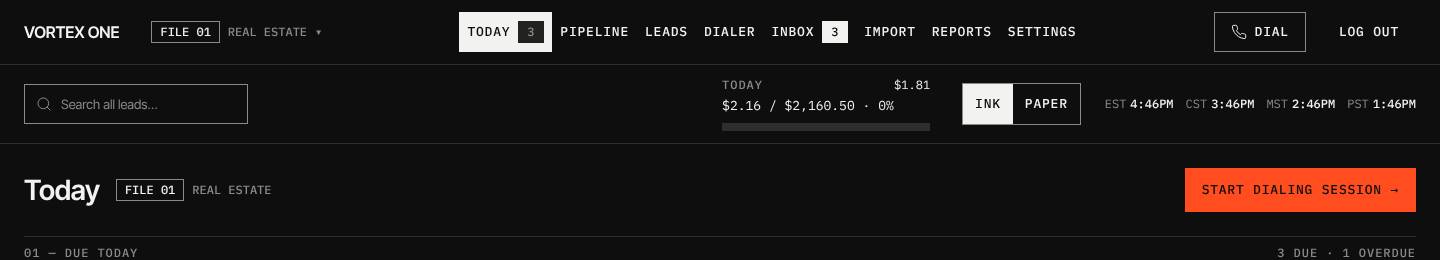 VORTEX ONE FILE 01 REAL ESTATE ▾ TODAY 3 PIPELINE LEADS DIALER INBOX 3 IMPORT REPORTS SETTINGS DIAL LOG OUT
Search all leads... TODAY $1.81
$2.16 / $2,160.50 · 0% INK PAPER EST 4:46PM CST 3:46PM MST 2:46PM PST 1:46PM
Today FILE 01 REAL ESTATE START DIALING SESSION →
01 — DUE TODAY 3 DUE · 1 OVERDUE